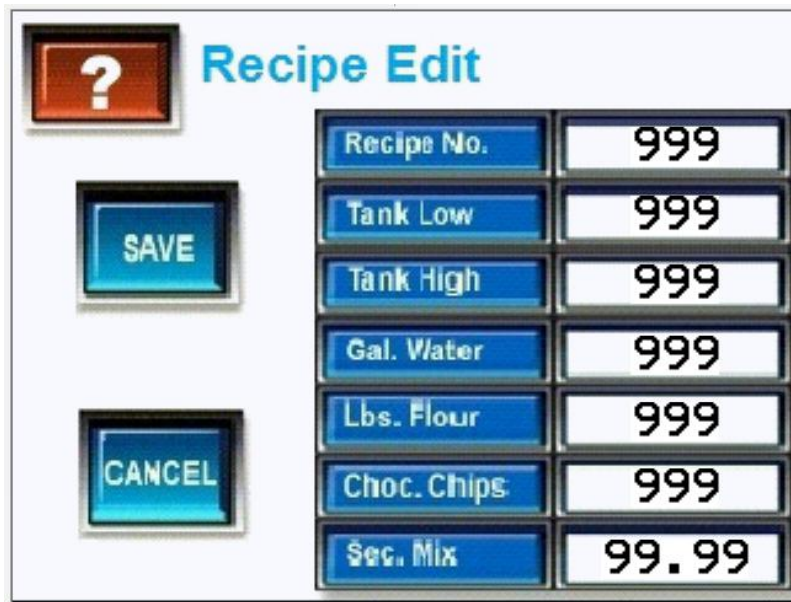 ? Recipe Edit
Recipe No. 999
Tank Low 999
SAVE
Tank High 999
Gal. Water 999
Lbs. Flour 999
CANCEL
Choc. Chips 999
Sec. Mix 99.99